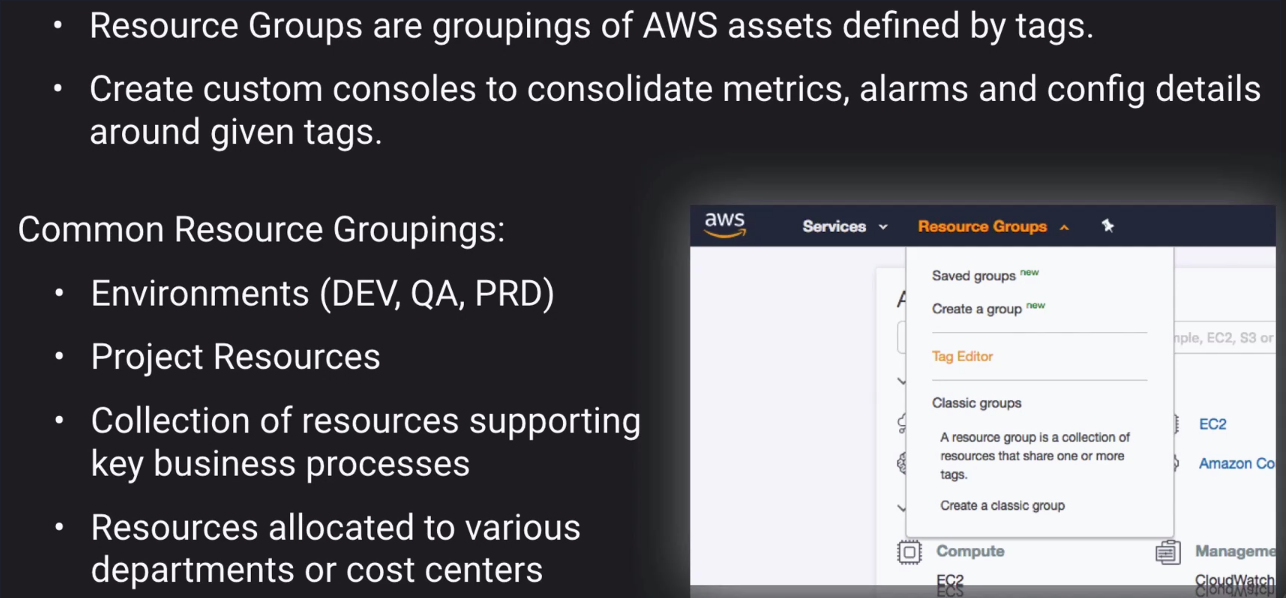 • Resource Groups are groupings of AWS assets defined by tags.
• Create custom consoles to consolidate metrics, alarms and config details
around given tags.
Common Resource Groupings:
• Environments (DEV, QA, PRD)
• Project Resources
• Collection of resources supporting
key business processes
• Resources allocated to various
departments or cost centers
aws Services Resource Groups
Saved groups new
Create a group new
Tag Editor
Classic groups
A resource group is a collection of
resources that share one or more
tags.
Create a classic group
A
mple, EC2, S3 or
EC2
Amazon Co
Compute
EC2
ECS
Manageme
CloudWatch